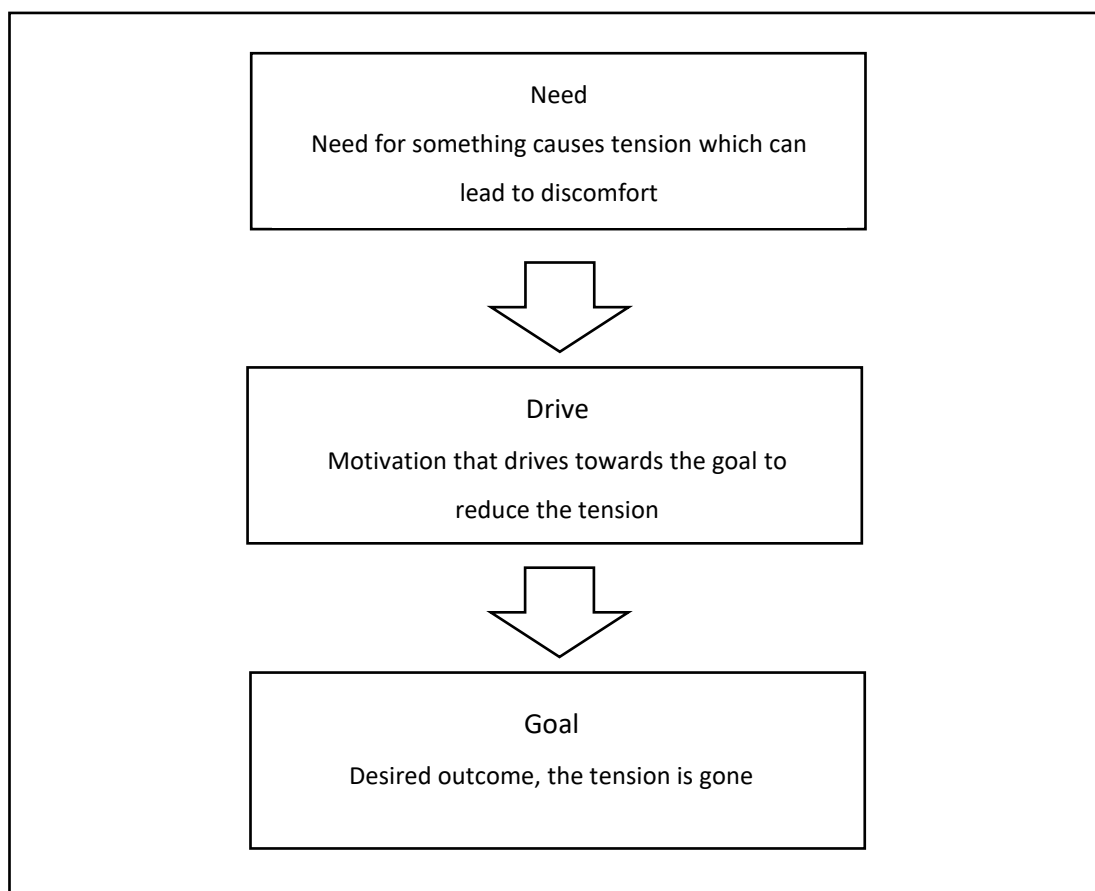 Need
Need for something causes tension which can
lead to discomfort
Drive
Motivation that drives towards the goal to
reduce the tension
Goal
Desired outcome, the tension is gone